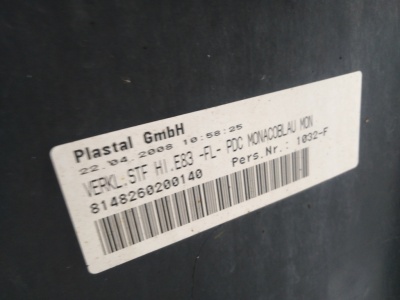 Plastal GmbH
22.04.2008 10:58:25
VERKL.STF HI.E83 -FL- PDC MONACOBLAU MON
8148260200140 Pers.Nr.: 1032-F